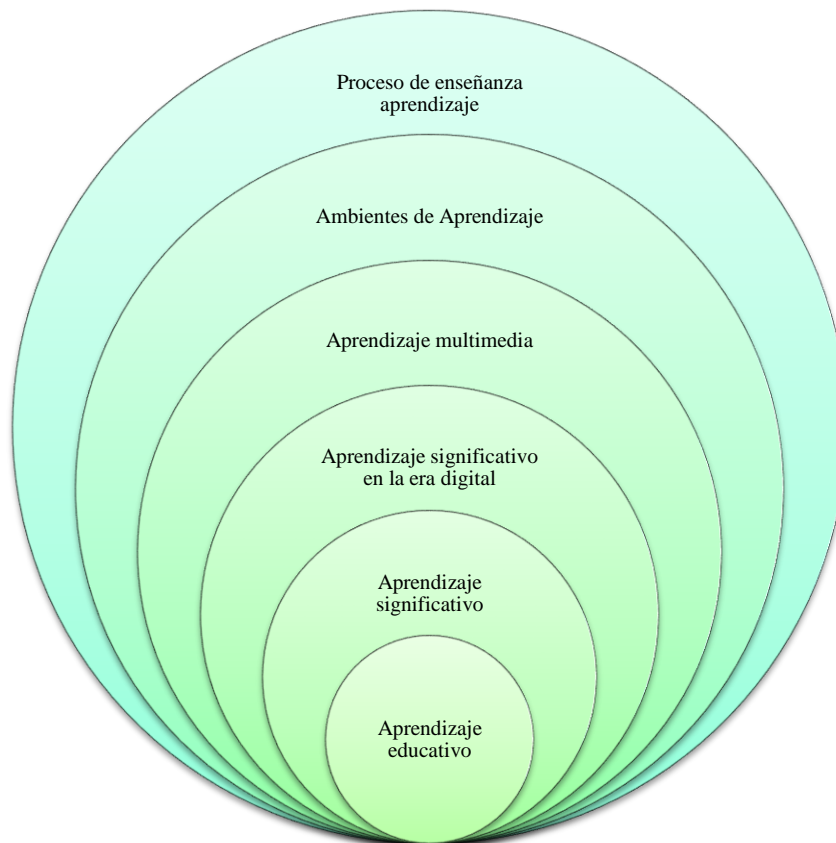 Proceso de enseñanza
aprendizaje
Ambientes de Aprendizaje
Aprendizaje multimedia
Aprendizaje significativo
en la era digital
Aprendizaje
significativo
Aprendizaje
educativo